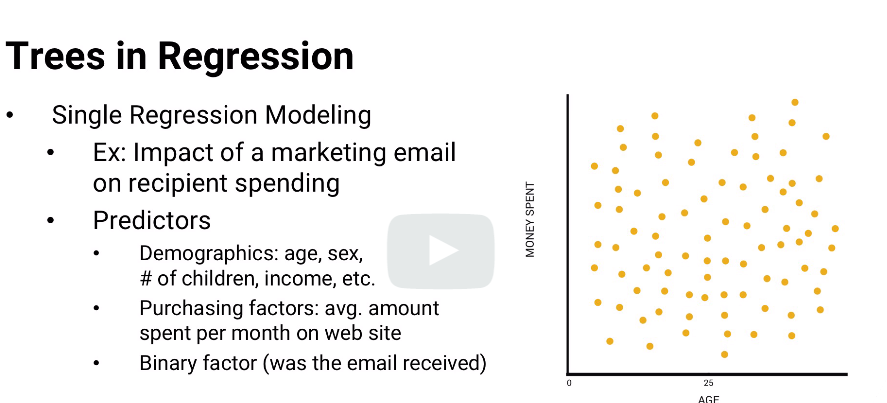 Trees in Regression
• Single Regression Modeling
• Ex: Impact of a marketing email
on recipient spending
• Predictors
• Demographics: age, sex,
# of children, income, etc.
• Purchasing factors: avg. amount
spent per month on web site
• Binary factor (was the email received)
MONEY SPENT
0 25
AGE